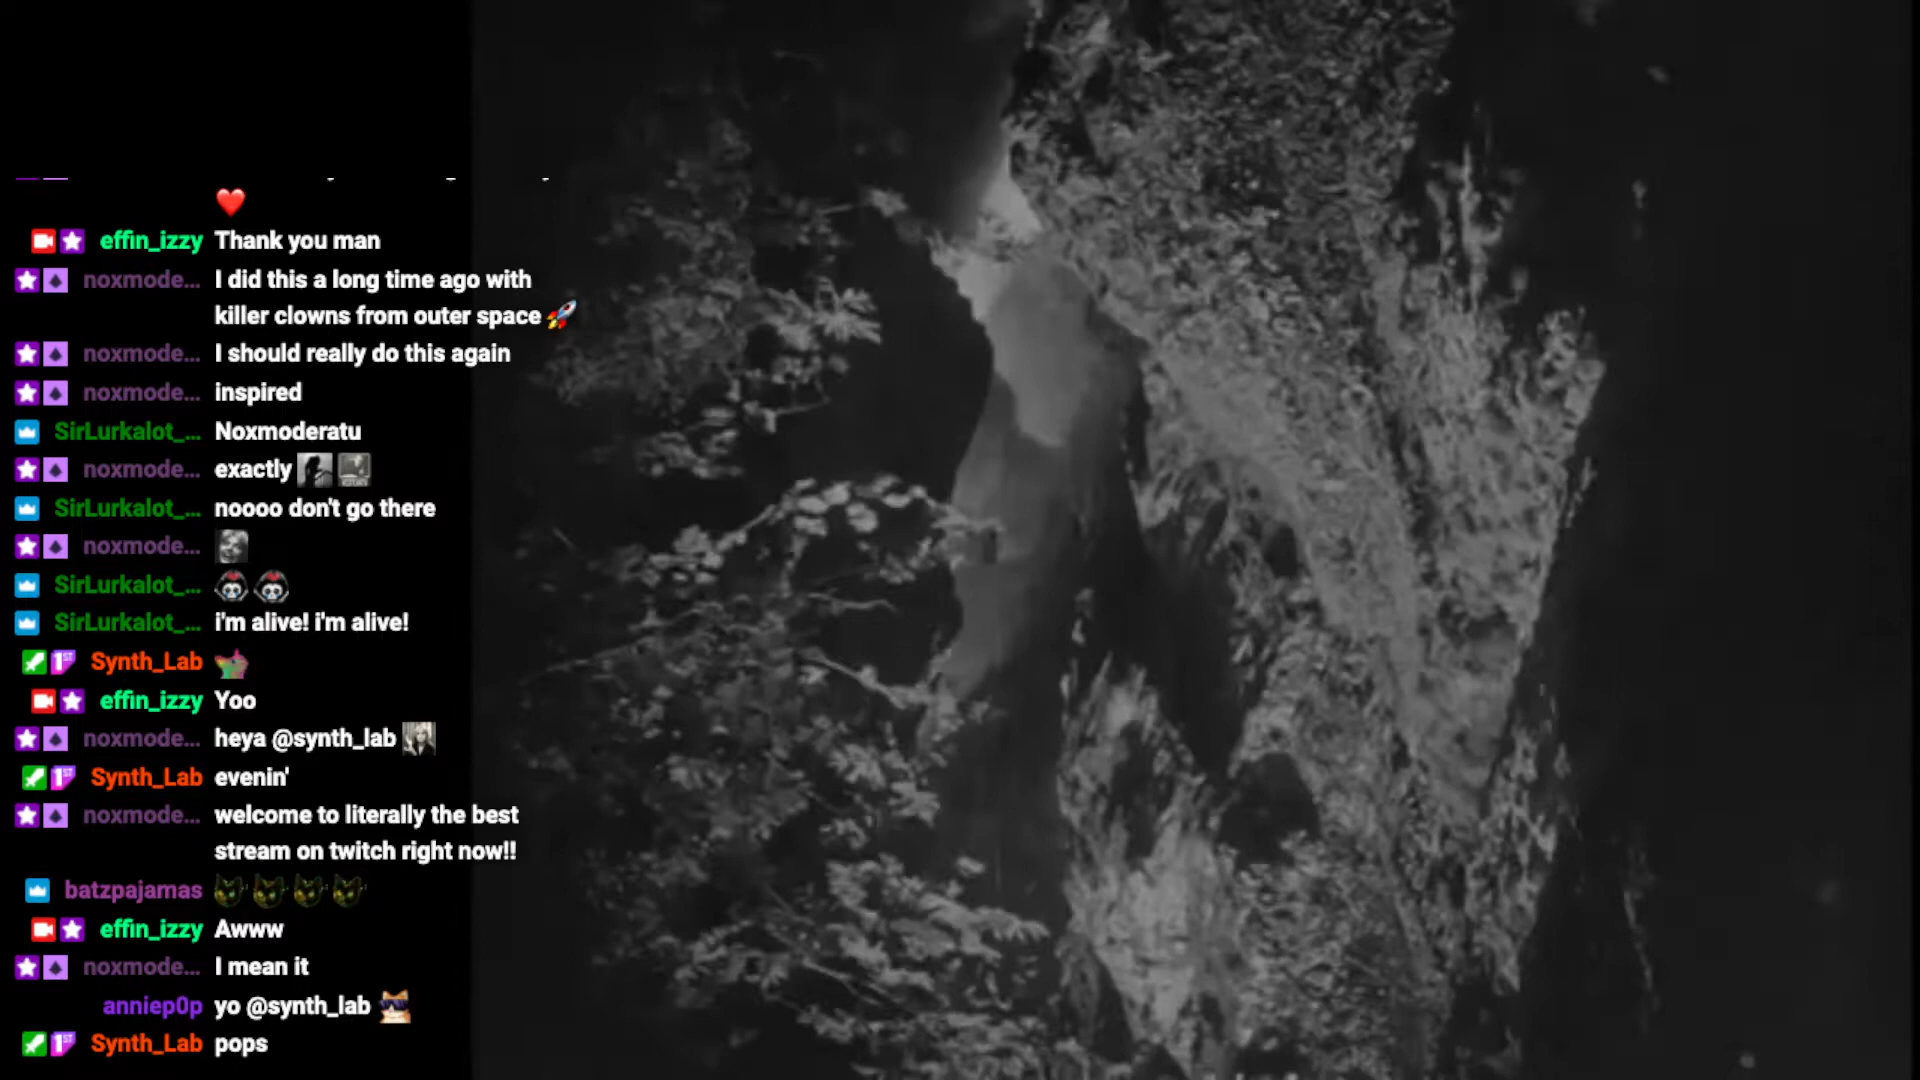 effin_izzy Thank you man
noxmode... I did this a long time ago with
killer clowns from outer space
noxmode... I should really do this again
noxmode... inspired
SirLurkalot_... Noxmoderatu
noxmode... exactly
SirLurkalot_... noooo don't go there
noxmode...
SirLurkalot_...
SirLurkalot_... i'm alive! i'm alive!
Synth_Lab
effin_izzy Yoo
noxmode... heya @synth_lab
Synth_Lab evenin'
noxmode... welcome to literally the best
stream on twitch right now!!
batzpajamas
effin_izzy Awww
noxmode... I mean it
anniep0p yo @synth_lab
Synth_Lab pops